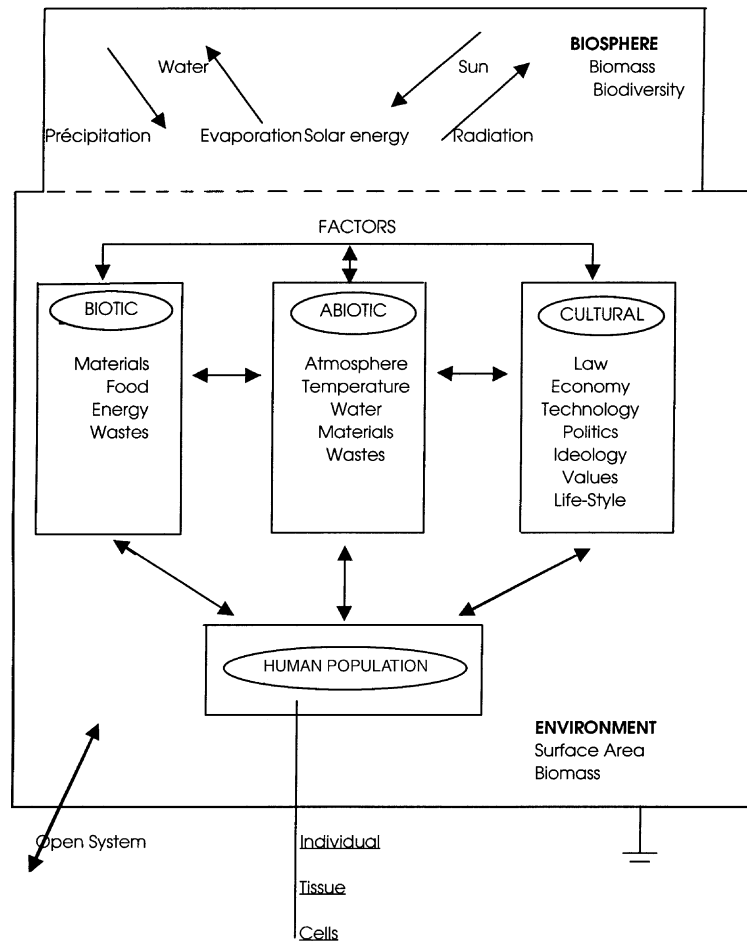 BIOSPHERE
Water
Sun
Biomass
Biodiversity
Précipitation
Evaporation
Solar energy
Radiation
FACTORS
BIOTIC
Materials
Food
Energy
Wastes
ABIOTIC
Atmosphere
Temperature
Water
Materials
Wastes
CULTURAL
Law
Economy
Technology
Politics
Ideology
Values
Life-Style
HUMAN POPULATION
ENVIRONMENT
Surface Area
Biomass
Open System
Individual
Tissue
Cells